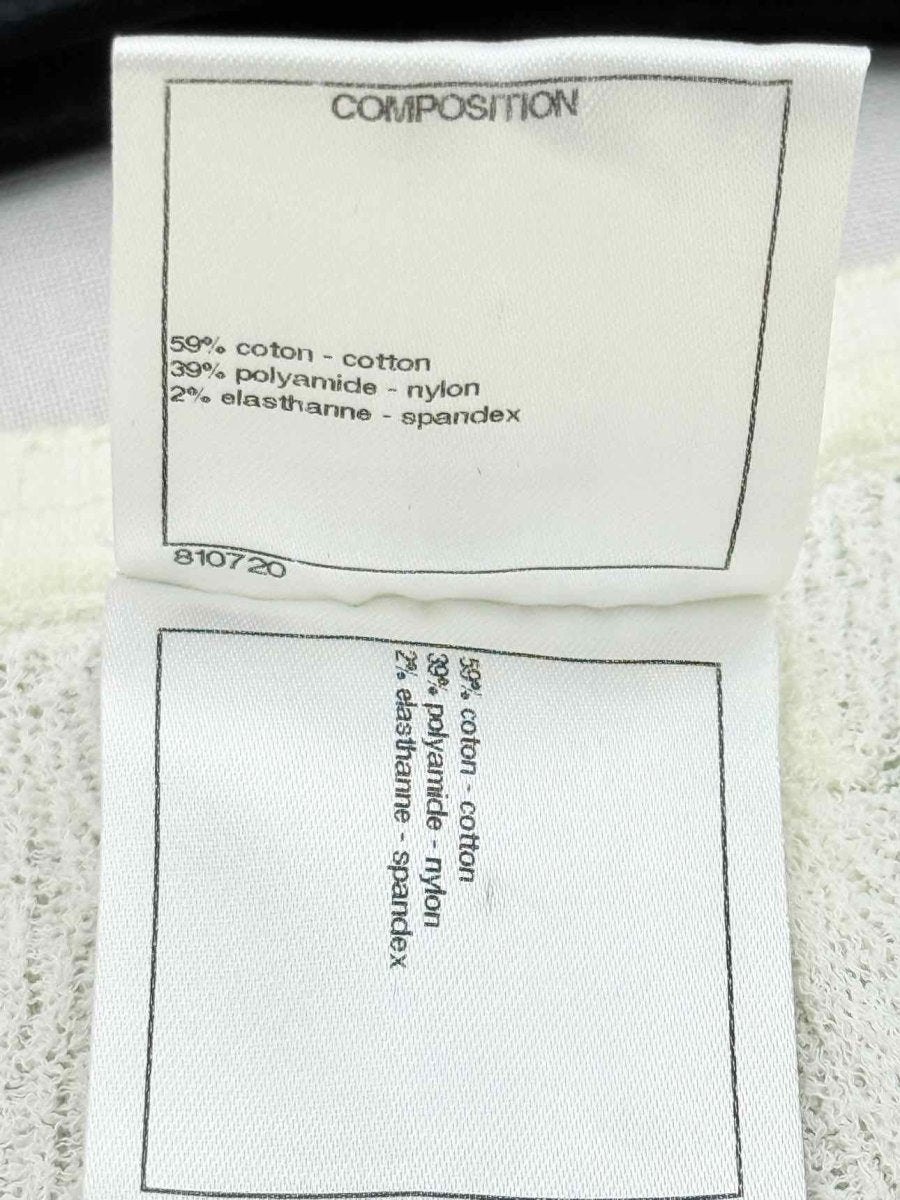 COMPOSITION
59% coton - cotton
39% polyamide - nylon
2% elasthanne - spandex
810720
59% coton - cotton
39% polyamide - nylon
2% elasthanne - spandex